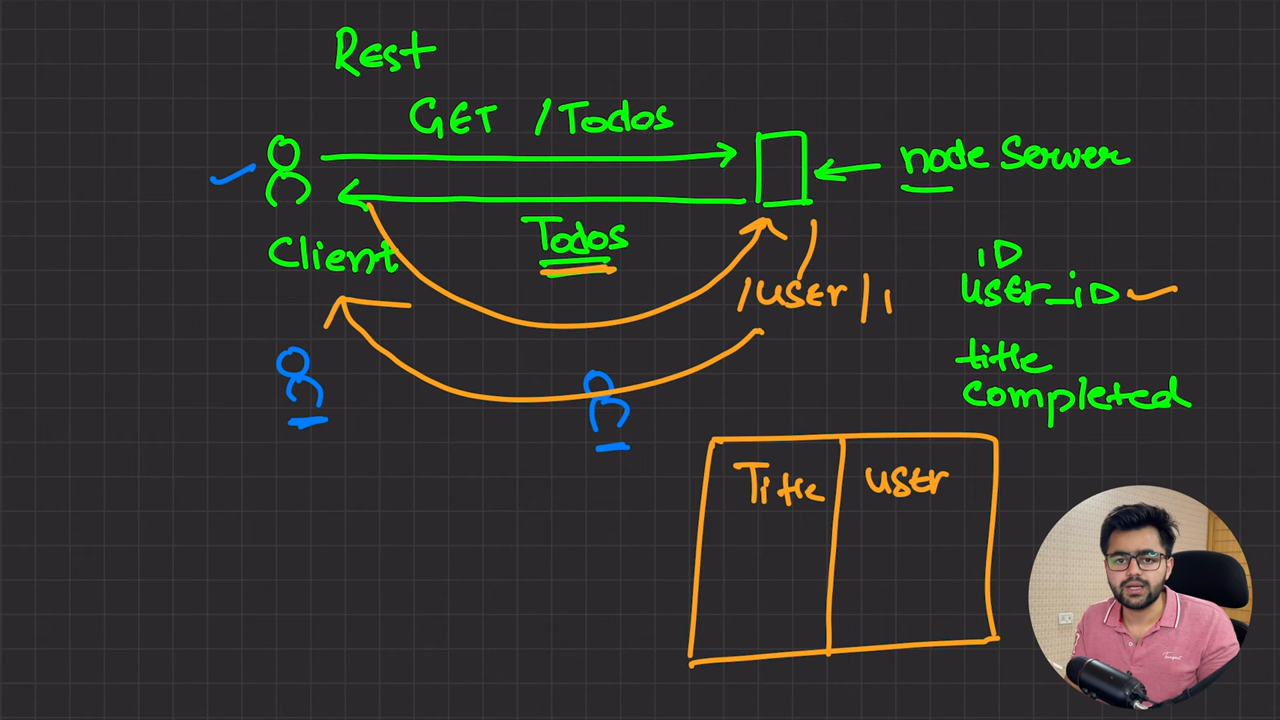 Rest
GET /Todos
node Server
Todos
Client
ID
user_iD
/user/1
title
completed
Title
user